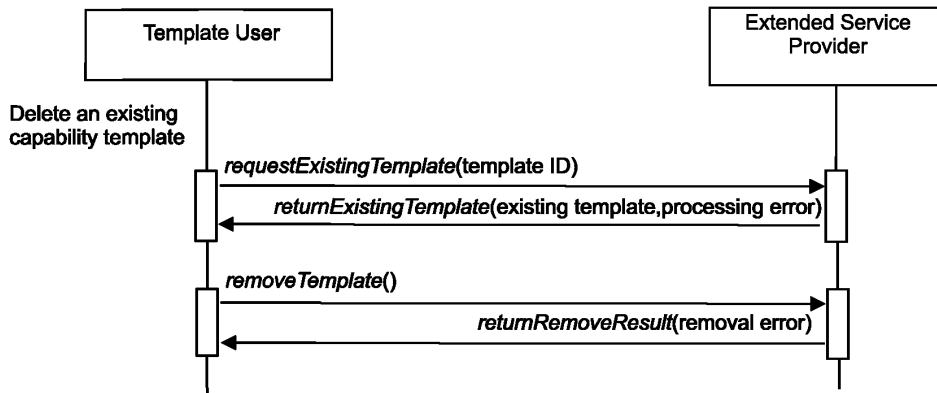 Template User
Extended Service
Provider
Delete an existing
capability template
requestExistingTemplate(template ID)
returnExistingTemplate(existing template,processing error)
removeTemplate()
returnRemoveResult(removal error)